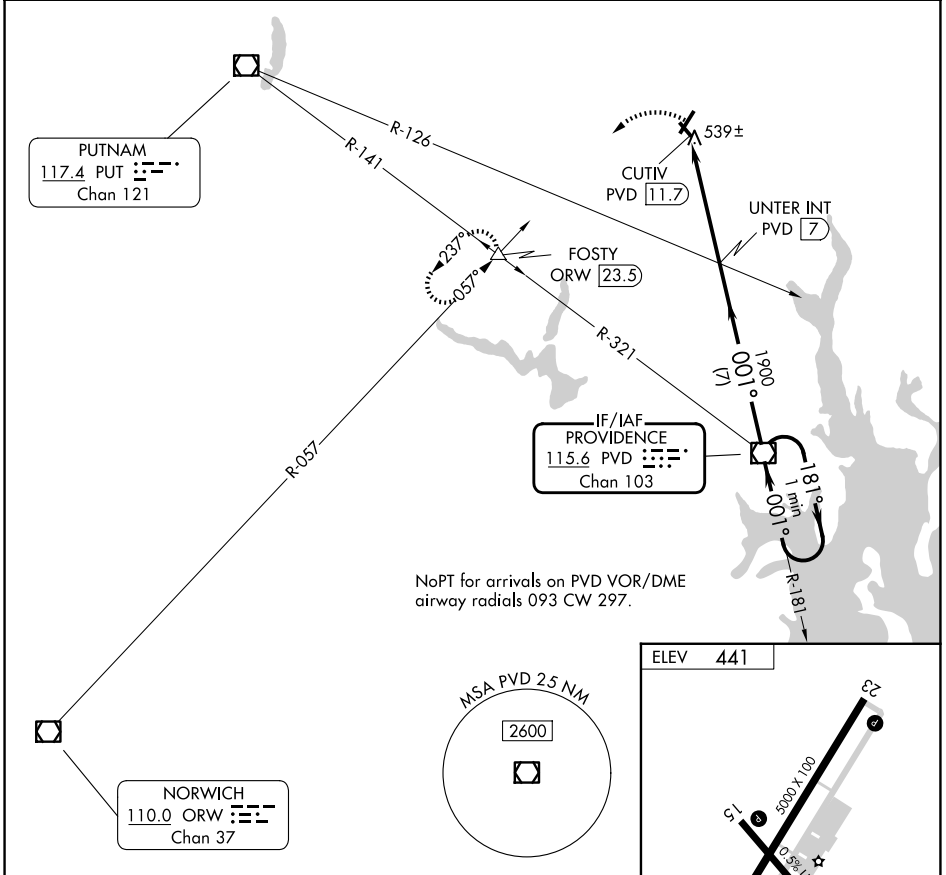 PUTNAM
117.4 PUT
Chan 121
R-126
R-141
539±
CUTIV
PVD 11.7
UNTER INT
PVD 7
237°
057°
FOSTY
ORW 23.5
R-321
1900
001°
(7)
IF/IAF
PROVIDENCE
115.6 PVD
Chan 103
181°
1 min
001°
R-181
R-057
NoPT for arrivals on PVD VOR/DME
airway radials 093 CW 297.
MSA PVD 25 NM
2600
NORWICH
110.0 ORW
Chan 37
ELEV 441
23
P
5000 X 100
15
P
0.5%